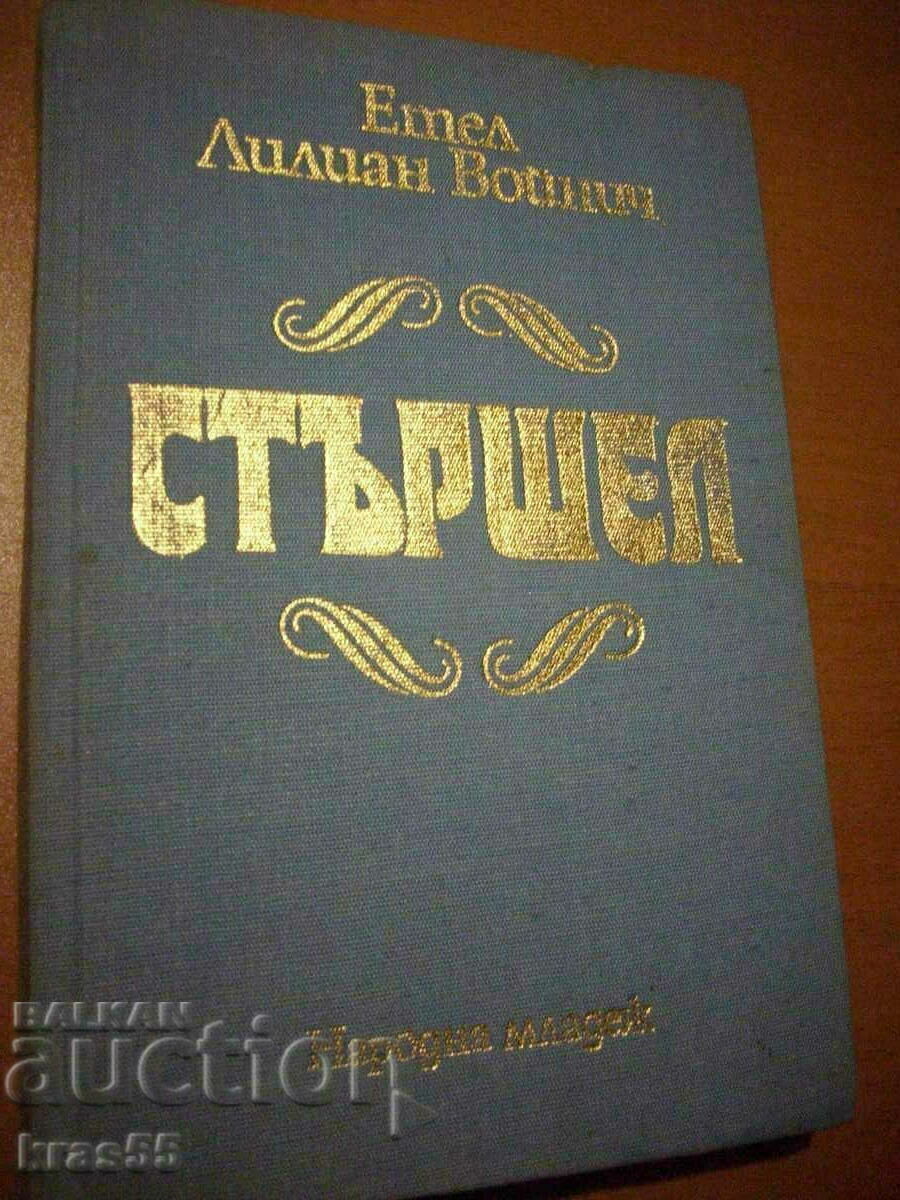 Етел
Лилиан Войнич
СТЪРШЕЛ
Народна младеж
BALKAN
auction
kras55